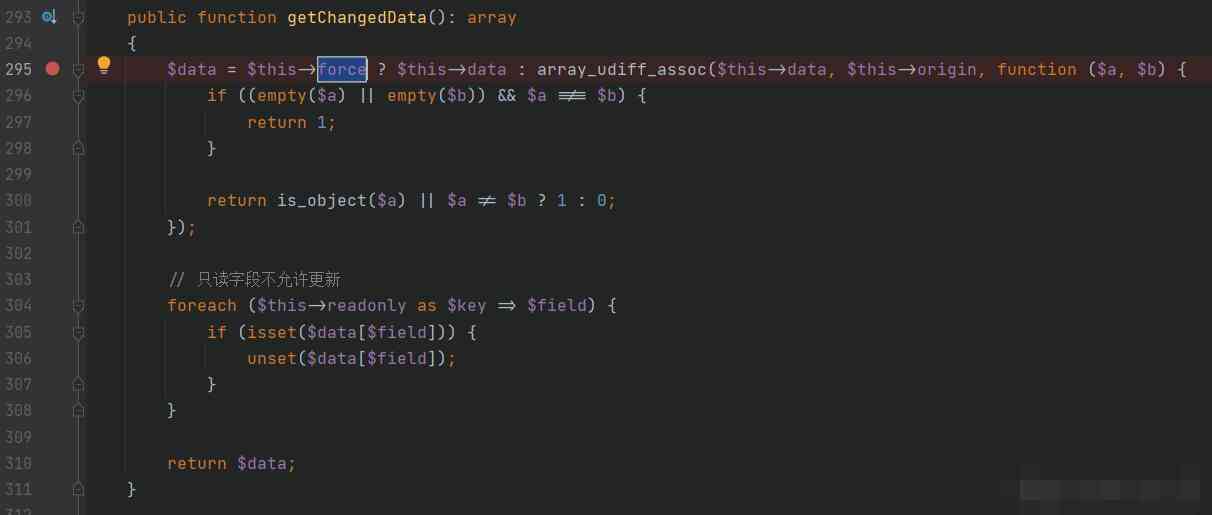 293 public function getChangedData(): array
294 {
295 $data = $this->force ? $this->data : array_udiff_assoc($this->data, $this->origin, function ($a, $b) {
296 if ((empty($a) || empty($b)) && $a !== $b) {
297 return 1;
298 }
299
300 return is_object($a) || $a != $b ? 1 : 0;
301 });
302
303 // 只读字段不允许更新
304 foreach ($this->readonly as $key => $field) {
305 if (isset($data[$field])) {
306 unset($data[$field]);
307 }
308 }
309
310 return $data;
311 }
312